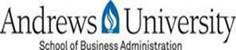 Andrews University
School of Business Administration